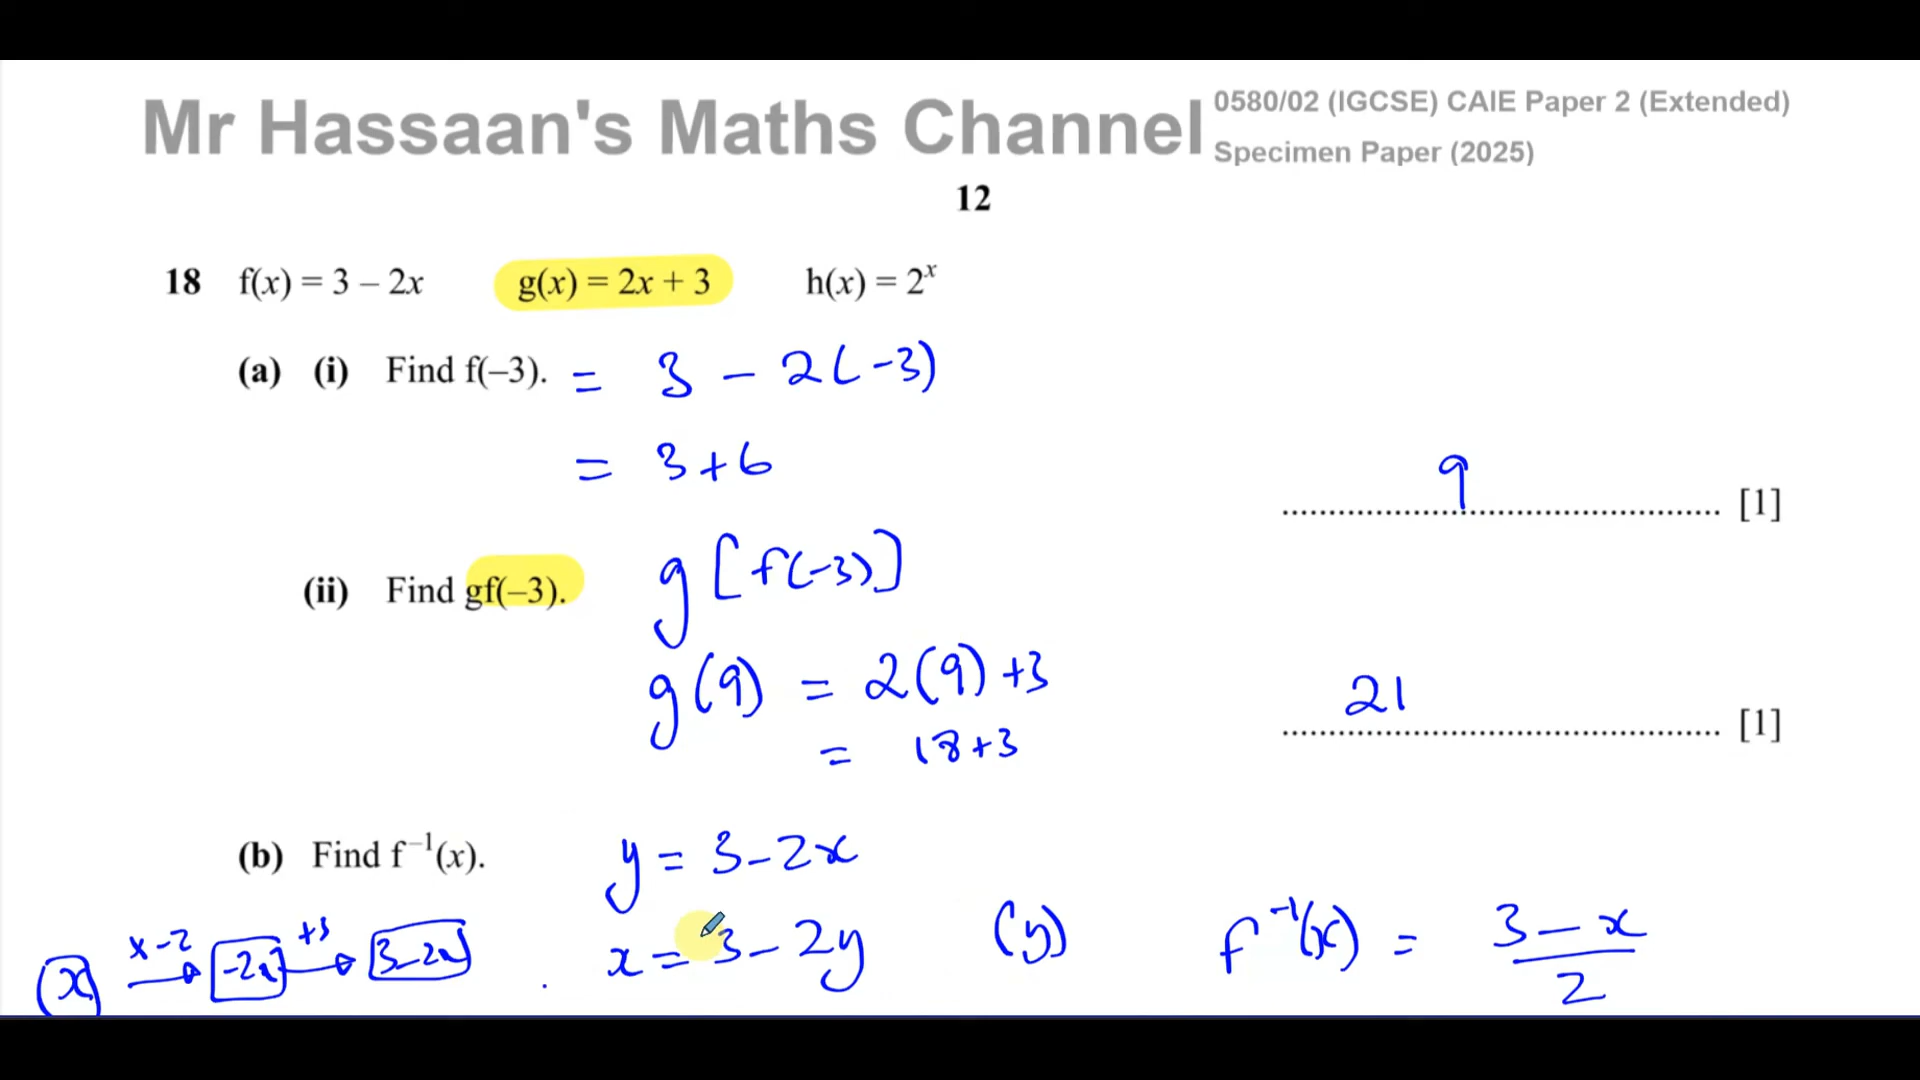 Mr Hassaan's Maths Channel
0580/02 (IGCSE) CAIE Paper 2 (Extended)
Specimen Paper (2025)
12
18 f(x) = 3 – 2x g(x) = 2x + 3 h(x) = 2ˣ
(a) (i) Find f(–3). = 3 - 2(-3)
= 3+6
9
........................................ [1]
(ii) Find gf(–3). g[f(-3)]
g(9) = 2(9)+3
21
........................................ [1]
= 18+3
(b) Find f⁻¹(x). y = 3-2x
(x) x-2 → -2x +3 → 3-2x
x = 3-2y (y) f⁻¹(x) = 3-x
2